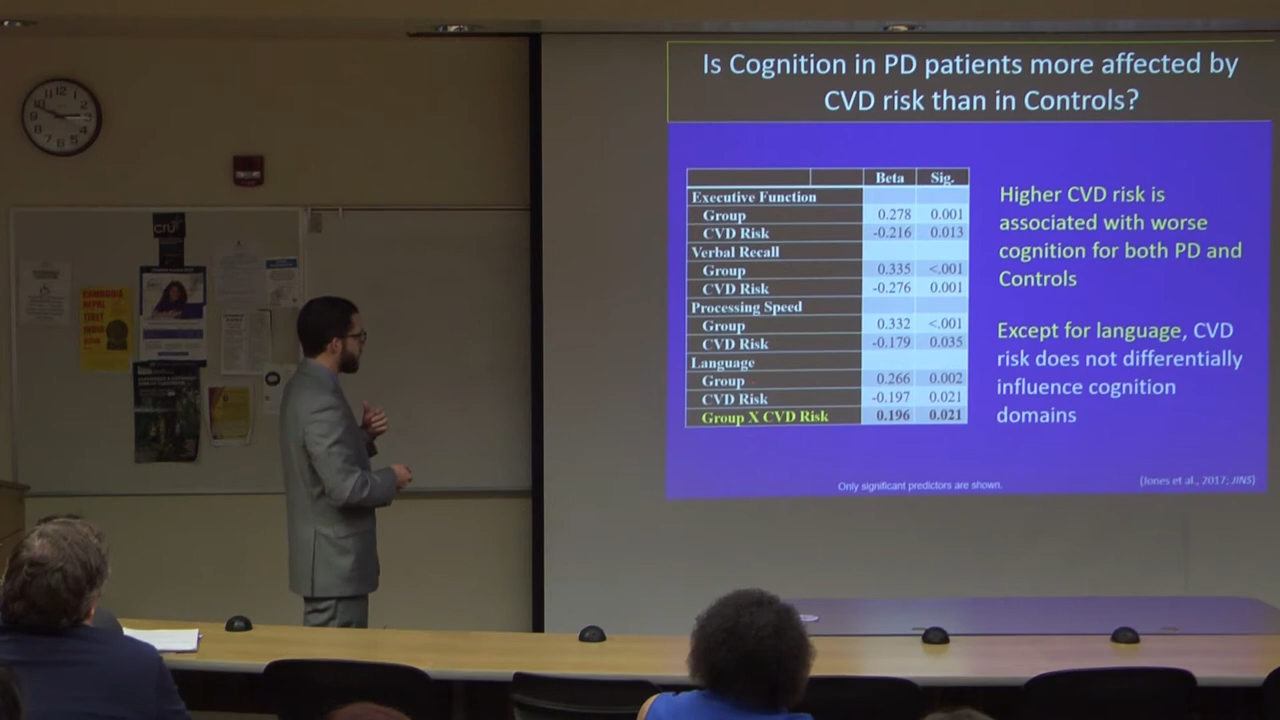 Is Cognition in PD patients more affected by
CVD risk than in Controls?
Beta Sig.
Executive Function
Group 0.278 0.001
CVD Risk -0.216 0.013
Verbal Recall
Group 0.335 <.001
CVD Risk -0.276 0.001
Processing Speed
Group 0.332 <.001
CVD Risk -0.179 0.035
Language
Group 0.266 0.002
CVD Risk -0.197 0.021
Group X CVD Risk 0.196 0.021
Higher CVD risk is
associated with worse
cognition for both PD and
Controls
Except for language, CVD
risk does not differentially
influence cognition
domains
Only significant predictors are shown.
(Jones et al., 2017; JINS)
cru
CAMBODIA
NEPAL
FIRST
INDIA